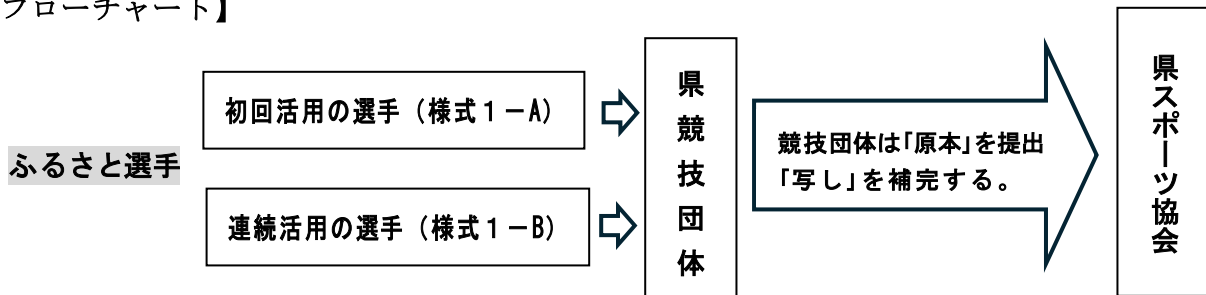 フローチャート】
ふるさと選手
初回活用の選手（様式１－A）
連続活用の選手（様式１－B）
県競技団体
競技団体は「原本」を提出
「写し」を補完する。
県スポーツ協会